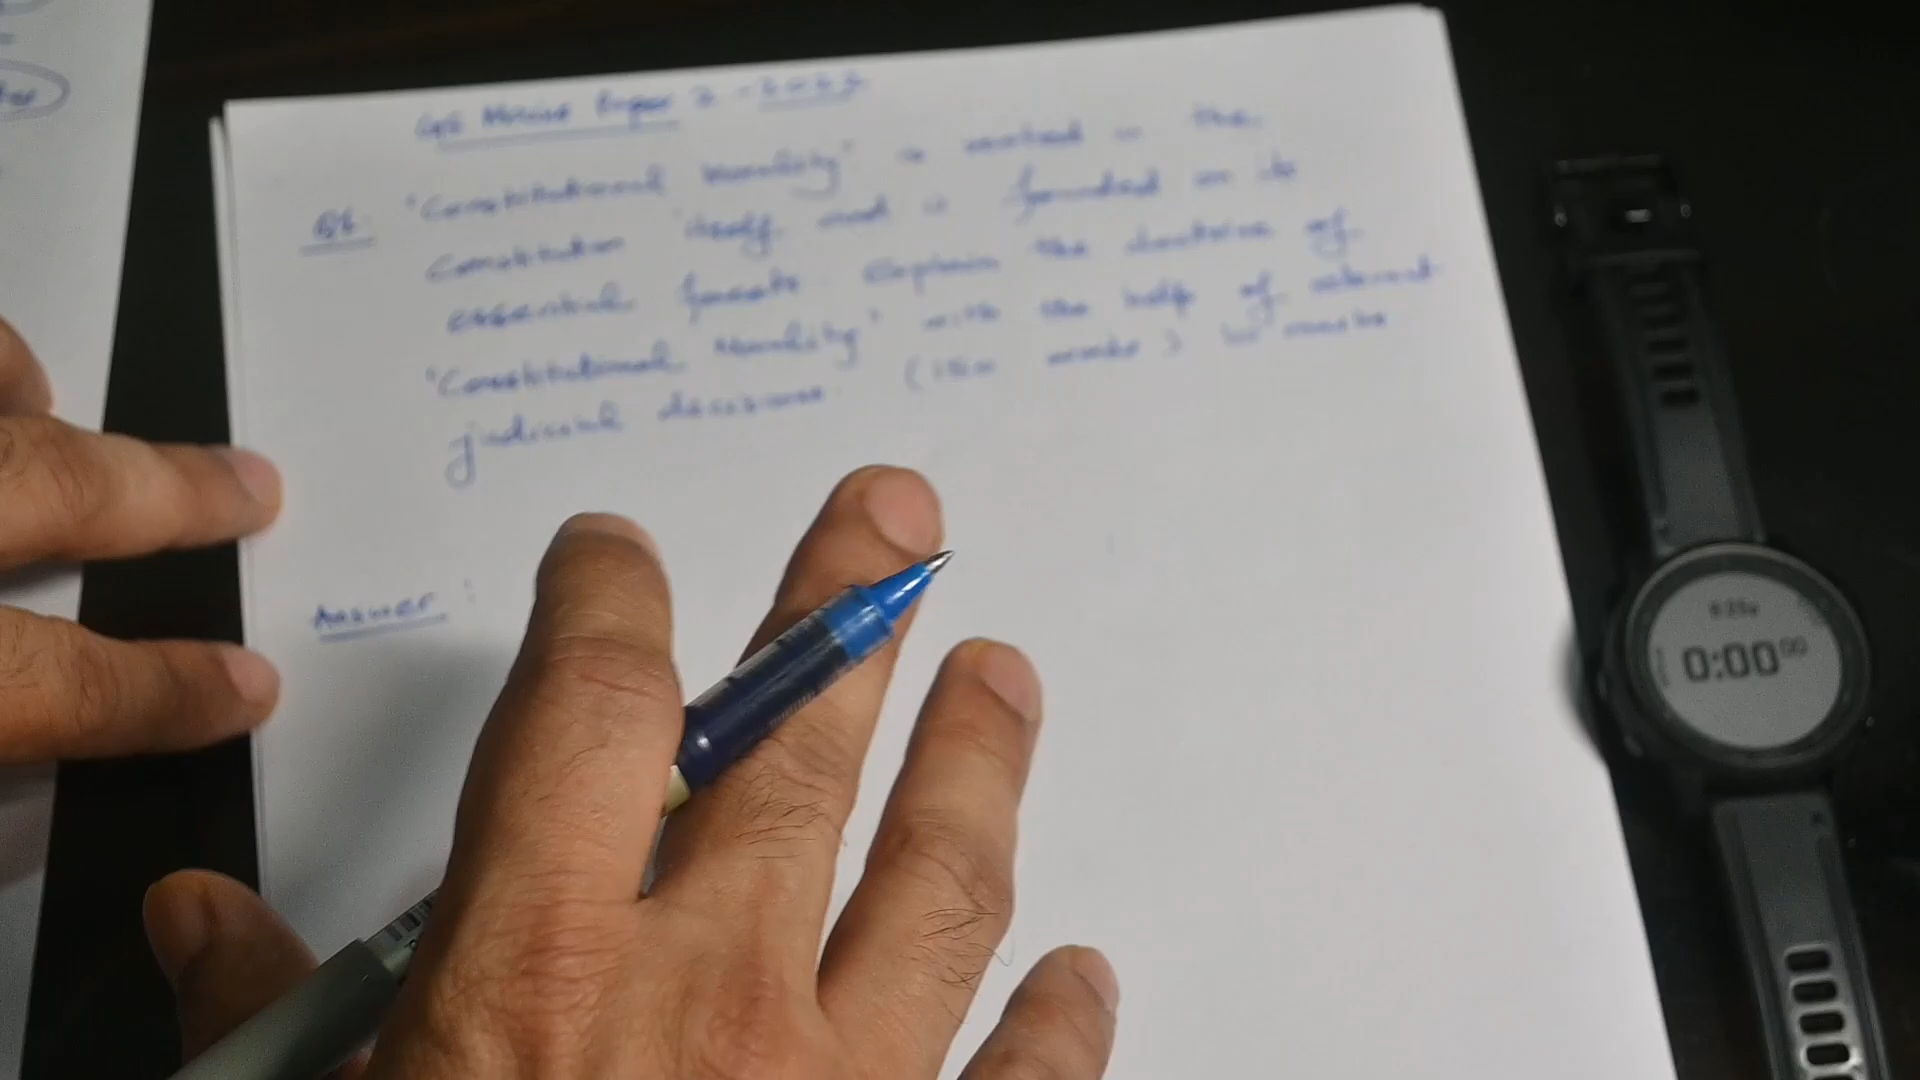 GS Mains Paper 2 -
Q1. "Constitutional Morality" is rooted in the
Constitution itself and is founded on its
essential facets. Explain the doctrine of
'Constitutional Morality' with the help of relevant
judicial decisions. (150 words) 10 marks
Answer :
0:00 00